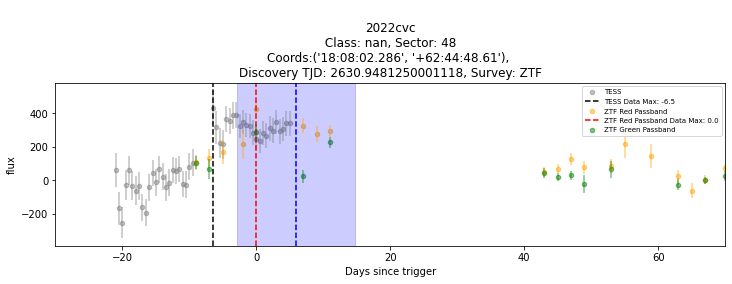 2022cvc
Class: nan, Sector: 48
Coords:('18:08:02.286', '+62:44:48.61'),
Discovery TJD: 2630.9481250001118, Survey: ZTF
TESS
TESS Data Max: -6.5
ZTF Red Passband
ZTF Red Passband Data Max: 0.0
ZTF Green Passband
flux
400
200
0
−200
−20
0
20
40
60
Days since trigger